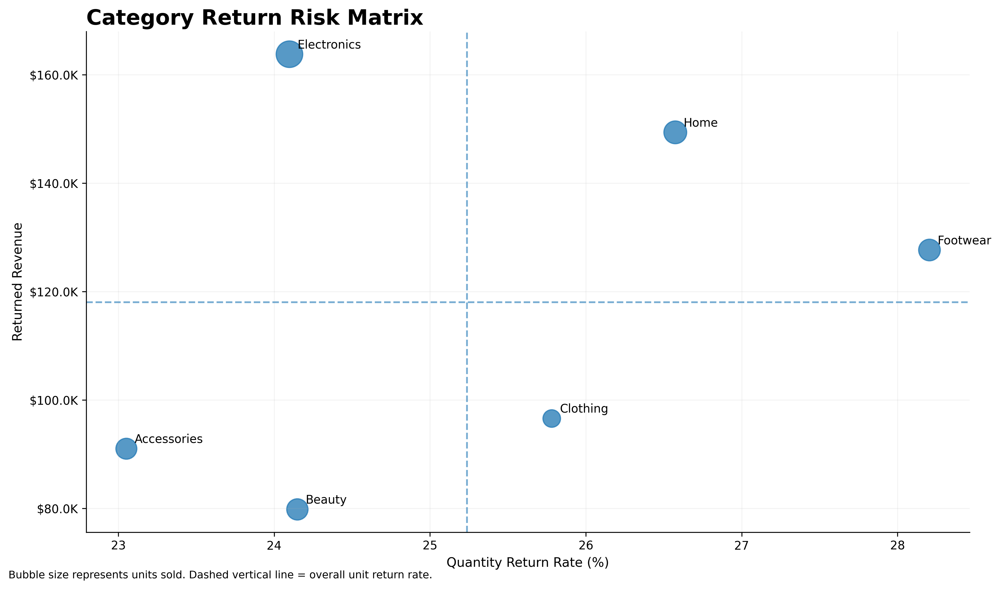 Category Return Risk Matrix
Electronics
$160.0K
Home
$140.0K
Footwear
$120.0K
Returned Revenue
$100.0K
Clothing
Accessories
Beauty
$80.0K
23 24 25 26 27 28
Quantity Return Rate (%)
Bubble size represents units sold. Dashed vertical line = overall unit return rate.